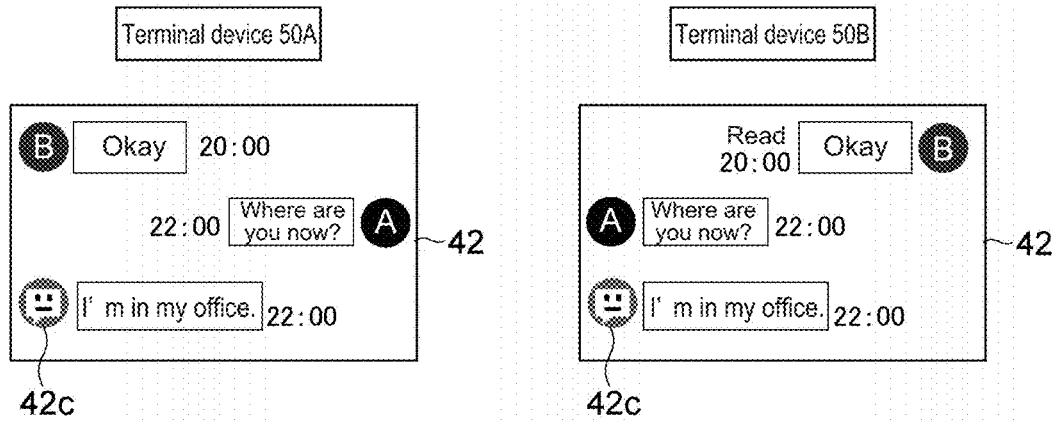 Terminal device 50A
B Okay 20:00
22:00 Where are
you now? A
42
I' m in my office. 22:00
42c
Terminal device 50B
Read
20:00 Okay B
A Where are
you now? 22:00
42
I' m in my office. 22:00
42c